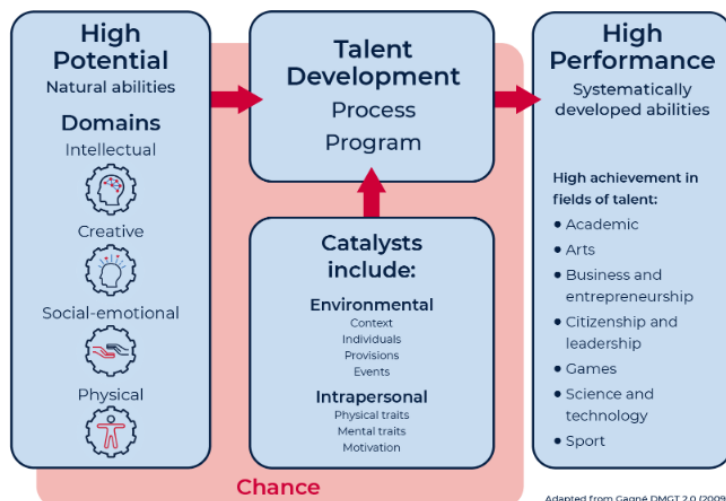 High
Potential
Natural abilities
Domains
Intellectual
Creative
Social-emotional
Physical
Talent
Development
Process
Program
Catalysts
include:
Environmental
Context
Individuals
Provisions
Events
Intrapersonal
Physical traits
Mental traits
Motivation
High
Performance
Systematically
developed abilities
High achievement in
fields of talent:
● Academic
● Arts
● Business and
entrepreneurship
● Citizenship and
leadership
● Games
● Science and
technology
● Sport
Chance
Adapted from Gagné DMGT 2.0 (2009